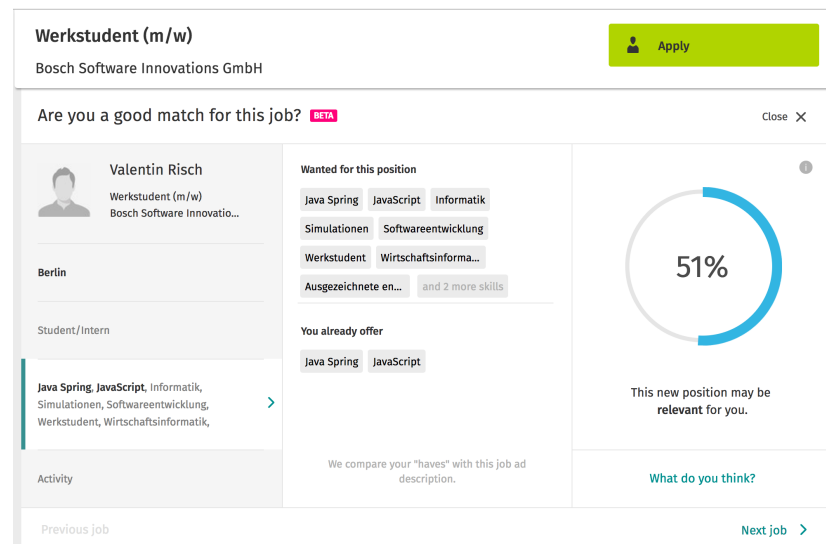 Werkstudent (m/w)
Bosch Software Innovations GmbH
Apply
Are you a good match for this job? BETA
Close
Valentin Risch
Werkstudent (m/w)
Bosch Software Innovatio...
Berlin
Student/Intern
Java Spring, JavaScript, Informatik,
Simulationen, Softwareentwicklung,
Werkstudent, Wirtschaftsinformatik,
Activity
Wanted for this position
Java Spring JavaScript Informatik
Simulationen Softwareentwicklung
Werkstudent Wirtschaftsinforma...
Ausgezeichnete en... and 2 more skills
You already offer
Java Spring JavaScript
We compare your "haves" with this job ad
description.
i
51%
This new position may be
relevant for you.
What do you think?
Previous job
Next job